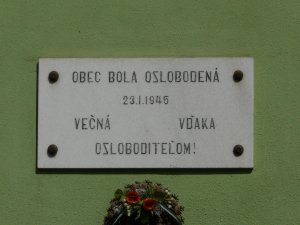 OBEC BOLA OSLOBODENÁ
23.I.1945
VEČNÁ VĎAKA
OSLOBODITEĽOM!